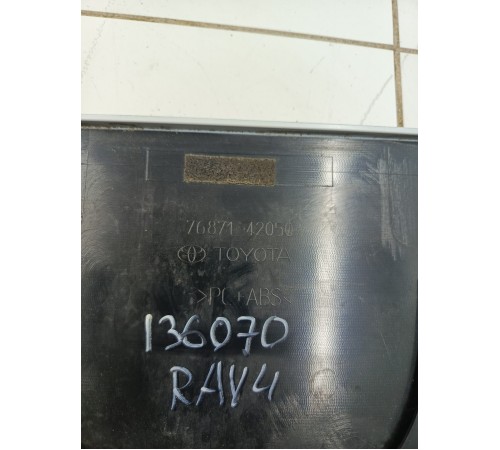 76871-42050
TOYOTA
>PC+ABS<
136070
RAV4